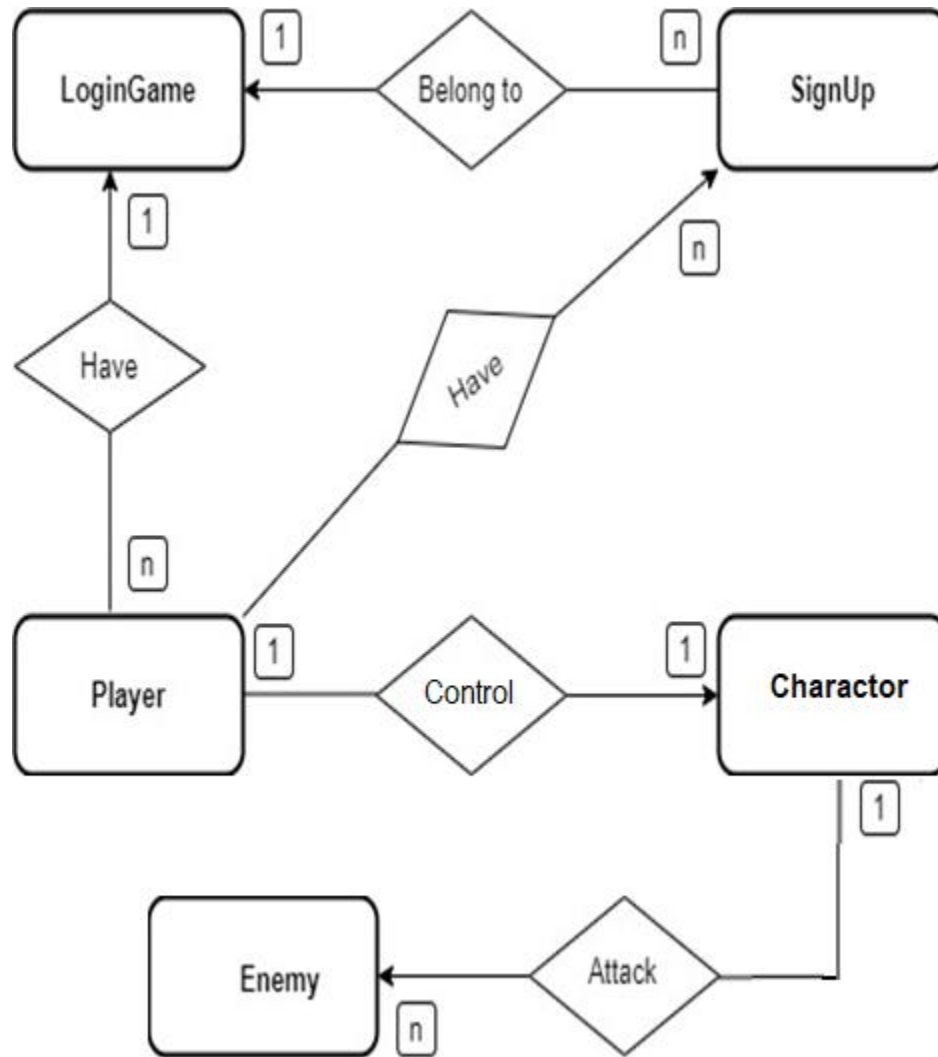 LoginGame
1
Belong to
n
SignUp
1
n
Have
Have
n
Player
1
Control
1
Charactor
1
Enemy
n
Attack